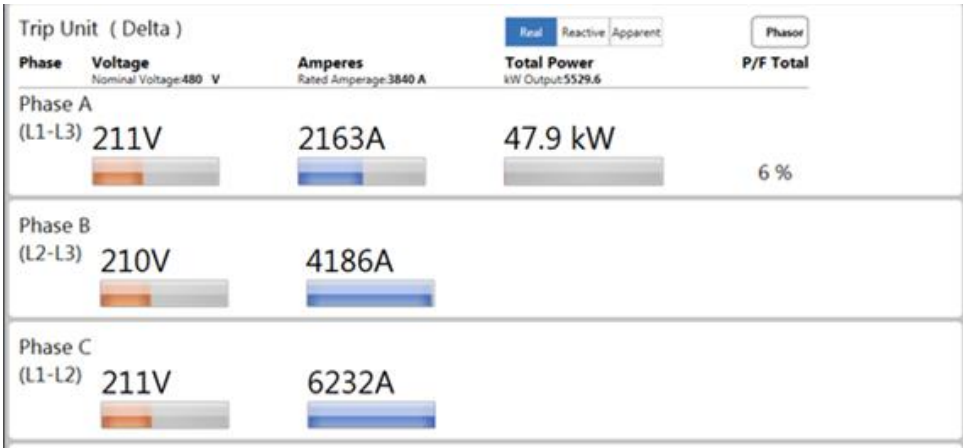 Trip Unit ( Delta )
Real Reactive Apparent
Phasor
Phase Voltage Amperes Total Power P/F Total
Nominal Voltage:480 V Rated Amperage:3840 A kW Output:5529.6
Phase A
(L1-L3) 211V 2163A 47.9 kW
6 %
Phase B
(L2-L3) 210V 4186A
Phase C
(L1-L2) 211V 6232A